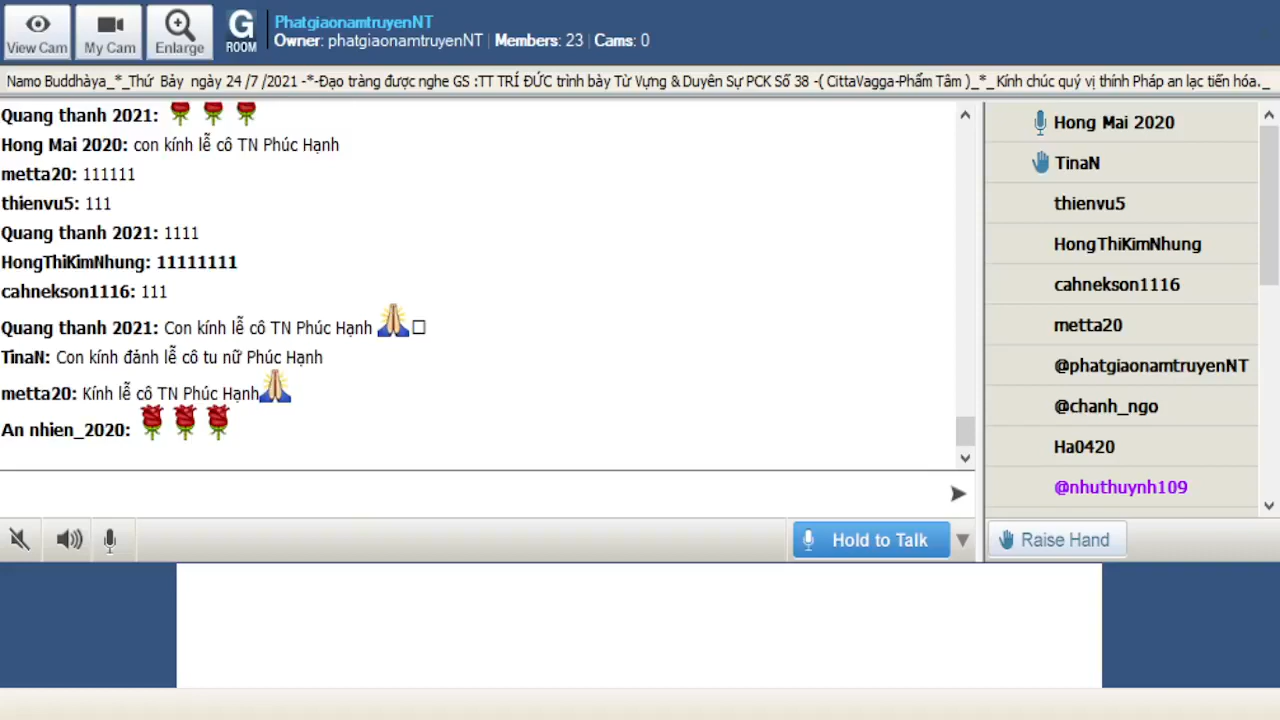 View Cam
My Cam
Enlarge
G
ROOM
PhatgiaonamtruyenNT
Owner: phatgiaonamtruyenNT | Members: 23 | Cams: 0
Namo Buddhàya_*_Thứ Bảy ngày 24 /7 /2021 -*-Đạo tràng được nghe GS :TT TRÍ ĐỨC trình bày Từ Vựng & Duyên Sự PCK Số 38 -( CittaVagga-Phẩm Tâm )_*_Kính chúc quý vị thính Pháp an lạc tiến hóa._
Quang thanh 2021:
Hong Mai 2020: con kính lễ cô TN Phúc Hạnh
metta20: 111111
thienvu5: 111
Quang thanh 2021: 1111
HongThiKimNhung: 11111111
cahnekson1116: 111
Quang thanh 2021: Con kính lễ cô TN Phúc Hạnh
TinaN: Con kính đảnh lễ cô tu nữ Phúc Hạnh
metta20: Kính lễ cô TN Phúc Hạnh
An nhien_2020:
Hong Mai 2020
TinaN
thienvu5
HongThiKimNhung
cahnekson1116
metta20
@phatgiaonamtruyenNT
@chanh_ngo
Ha0420
@nhuthuynh109
Hold to Talk
Raise Hand